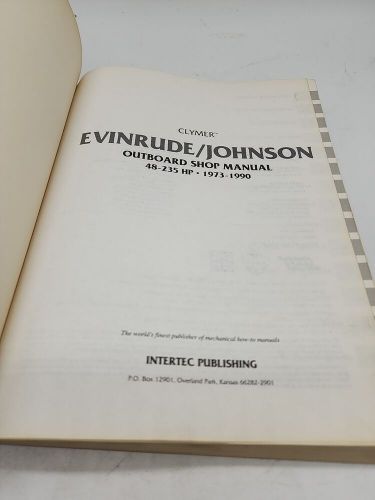 CLYMER™
EVINRUDE/JOHNSON
OUTBOARD SHOP MANUAL
48-235 HP • 1973-1990
The world's finest publisher of mechanical how-to manuals
INTERTEC PUBLISHING
P.O. Box 12901, Overland Park, Kansas 66282-2901